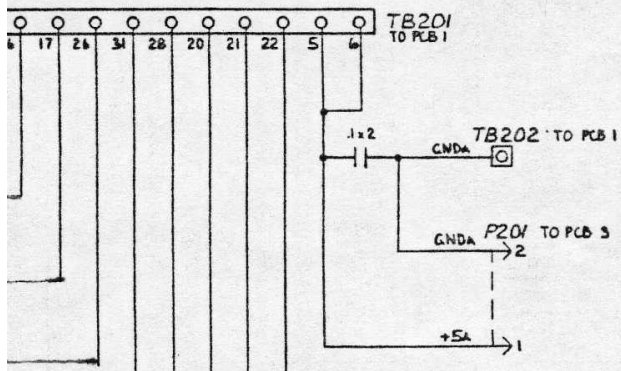 TB201
TO PCB 1
6 17 26 31 28 20 21 22 5 6
.1x2
TB202 TO PCB 1
GNDA
P201 TO PCB 3
GNDA
2
+5A
1